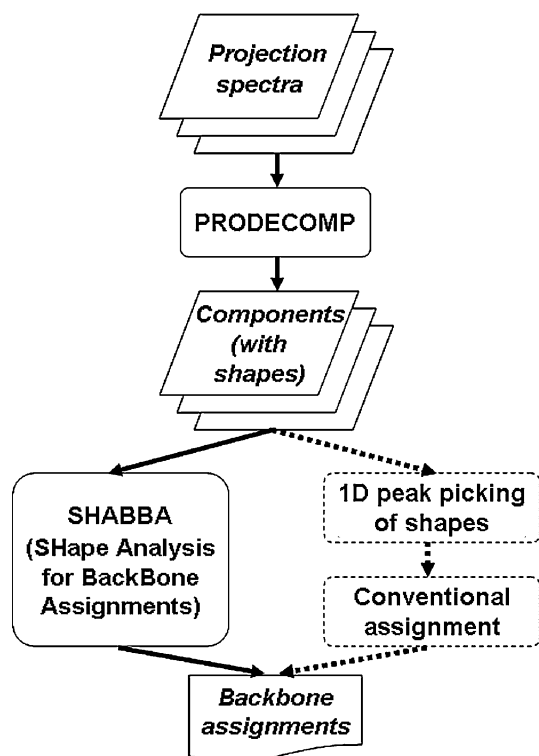 Projection
spectra
PRODECOMP
Components
(with
shapes)
SHABBA
(SHape Analysis
for BackBone
Assignments)
1D peak picking
of shapes
Conventional
assignment
Backbone
assignments